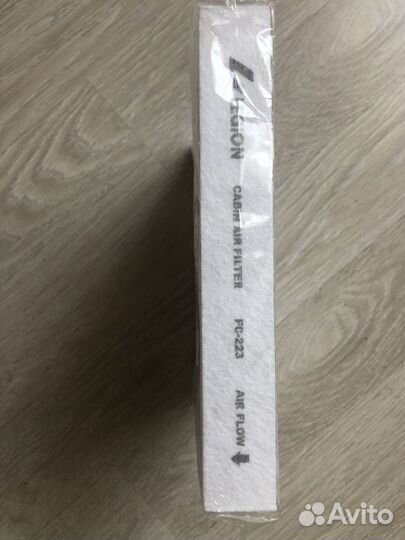 LEGION CABIN AIR FILTER FC-223 AIR FLOW
Avito